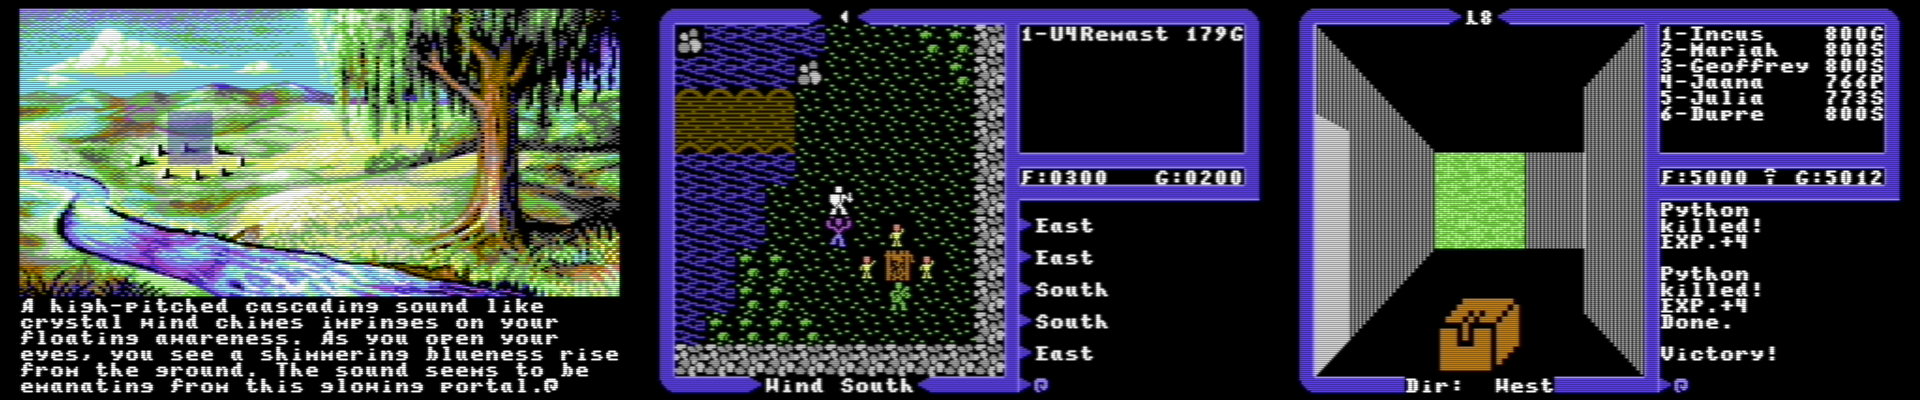 A high-pitched cascading sound like
crystal wind chimes impinges on your
floating awareness. As you open your
eyes, you see a shimmering blueness rise
from the ground. The sound seems to be
emanating from this glowing portal.@
4
1-U4Remast 179G
F:0300 G:0200
East
East
South
South
East
Wind South
@
18
1-Incus 800G
2-Mariah 800S
3-Geoffrey 800S
4-Jaana 766P
5-Julia 773S
6-Dupre 800S
F:5000 G:5012
Python
killed!
EXP.+4
Python
killed!
EXP.+4
Done.
Victory!
Dir: West
@